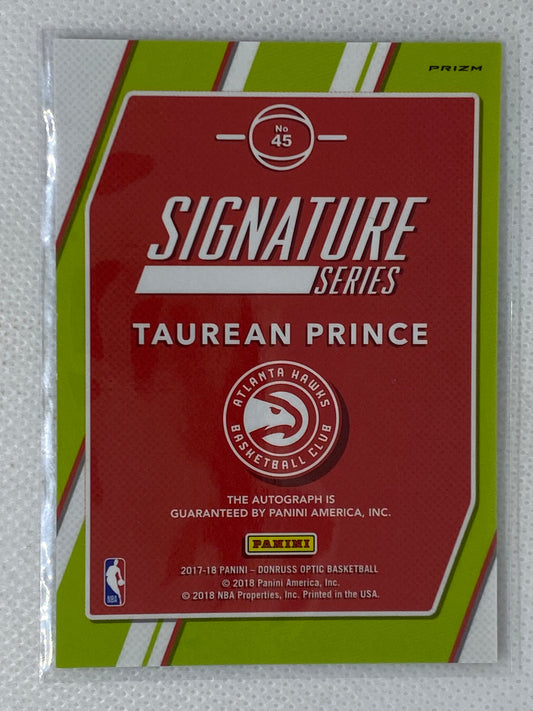 PRIZM
No
45
SIGNATURE
SERIES
TAUREAN PRINCE
ATLANTA HAWKS
BASKETBALL CLUB
THE AUTOGRAPH IS
GUARANTEED BY PANINI AMERICA, INC.
PANINI
2017-18 PANINI – DONRUSS OPTIC BASKETBALL
© 2018 Panini America, Inc.
© 2018 NBA Properties, Inc. Printed in the USA.
NBA